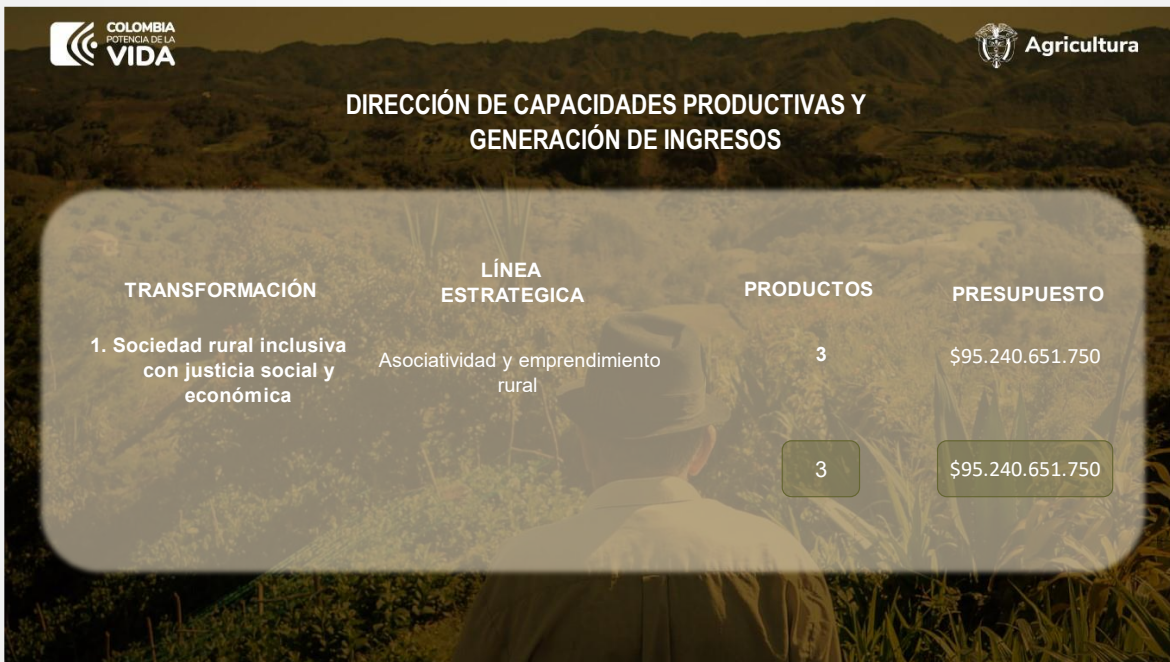 COLOMBIA
POTENCIA DE LA
VIDA
Agricultura
DIRECCIÓN DE CAPACIDADES PRODUCTIVAS Y
GENERACIÓN DE INGRESOS
TRANSFORMACIÓN
LÍNEA
ESTRATEGICA
PRODUCTOS
PRESUPUESTO
1. Sociedad rural inclusiva
con justicia social y
económica
Asociatividad y emprendimiento
rural
3
$95.240.651.750
3
$95.240.651.750